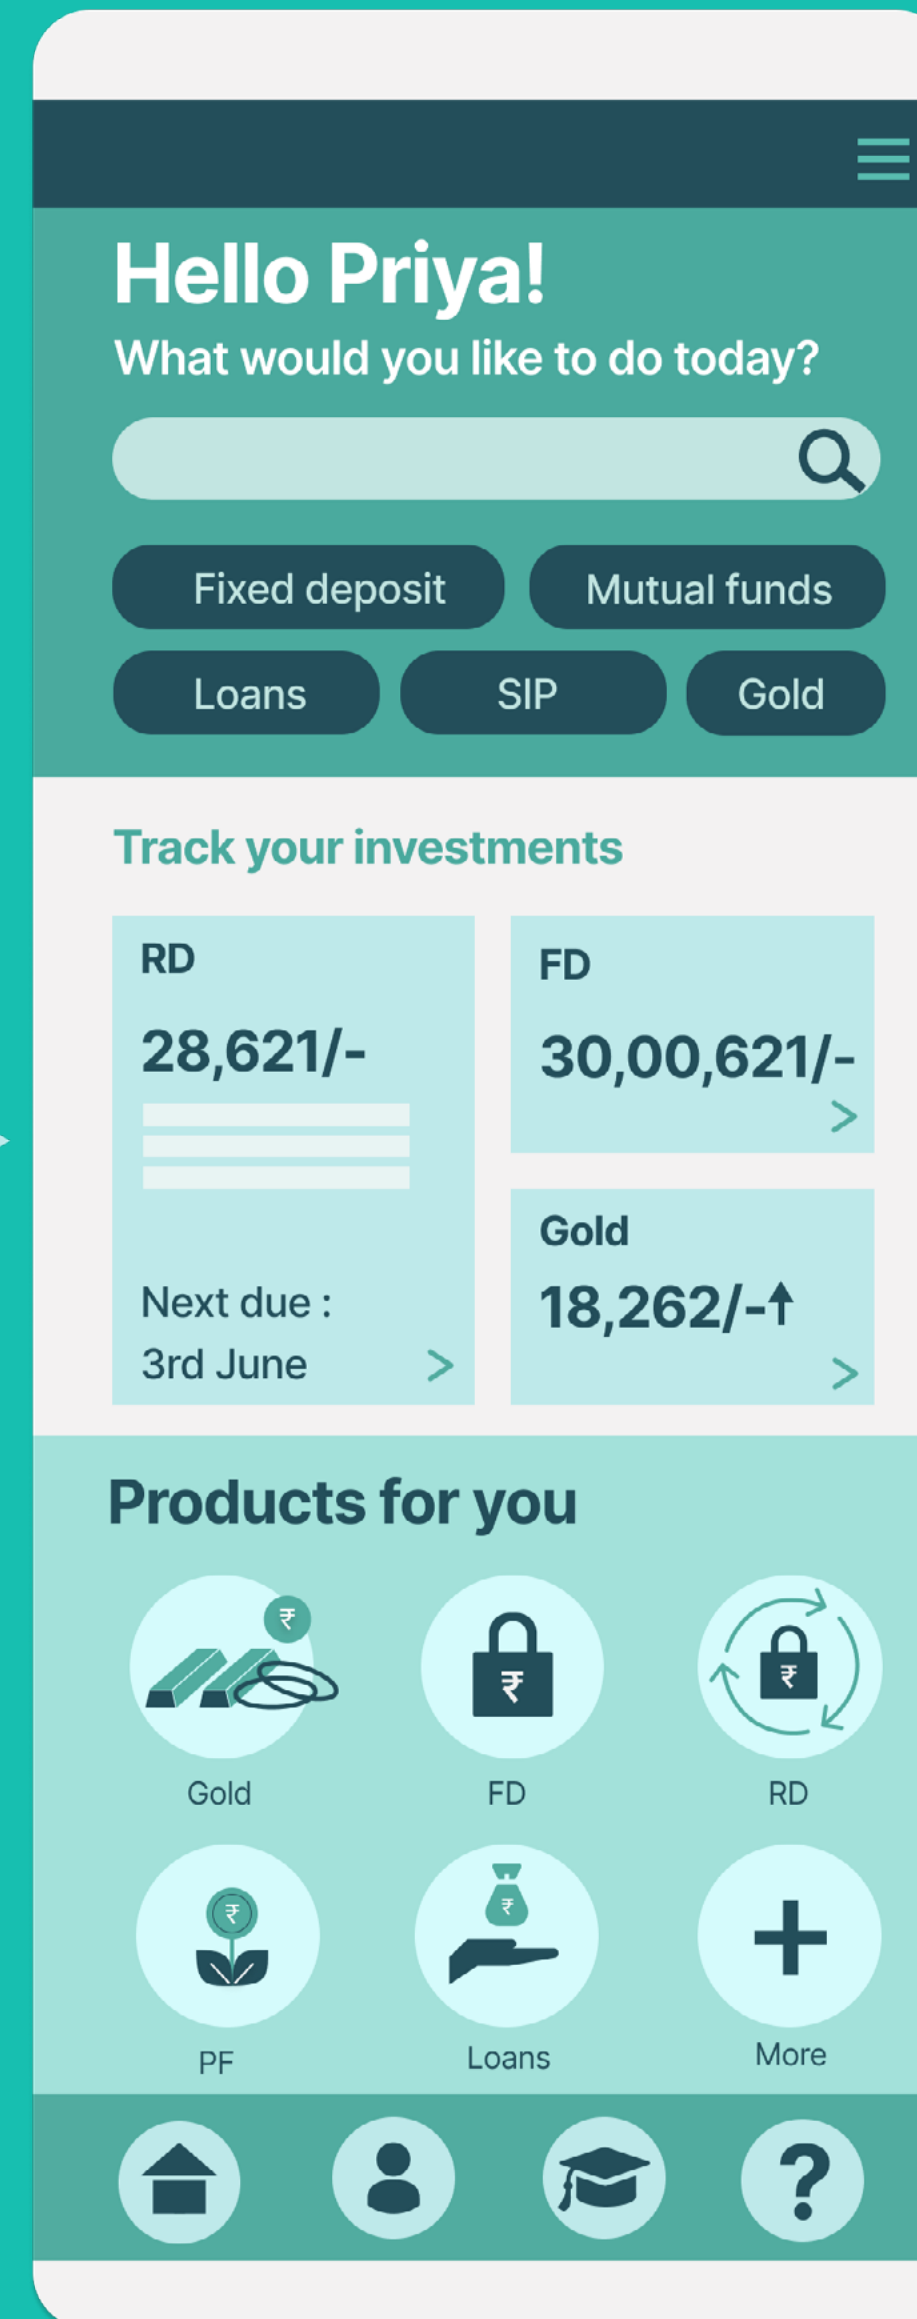 Hello Priya!
What would you like to do today?
Fixed deposit
Mutual funds
Loans
SIP
Gold
Track your investments
RD
28,621/-
Next due :
3rd June
>
FD
30,00,621/-
>
Gold
18,262/-↑
>
Products for you
₹
₹
₹
Gold
FD
RD
₹
₹
+
PF
Loans
More
?